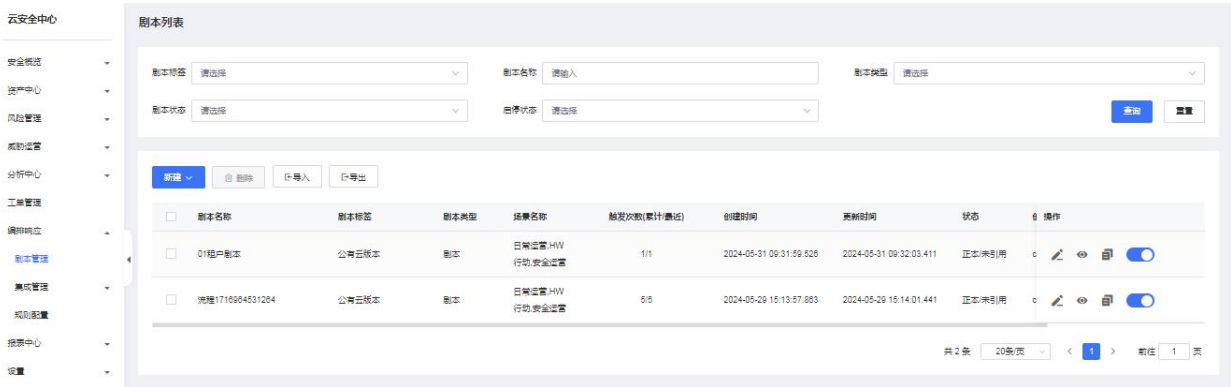 云安全中心
安全概览
资产中心
风险管理
威胁运营
分析中心
工单管理
编排响应
剧本管理
集成管理
规则配置
报表中心
设置
剧本列表
剧本标签 请选择
剧本名称 请输入
剧本类型 请选择
剧本状态 请选择
启停状态 请选择
查询 重置
新建 删除 导入 导出
剧本名称 剧本标签 剧本类型 场景名称 触发次数(累计/最近) 创建时间 更新时间 状态 操作
01租户剧本 公有云版本 剧本 日常运营,HW 1/1 2024-05-31 09:31:59.526 2024-05-31 09:32:03.411 正本/未引用
行动,安全运营
流程1716964531264 公有云版本 剧本 日常运营,HW 5/5 2024-05-29 15:13:57.863 2024-05-29 15:14:01.441 正本/未引用
行动,安全运营
共 2 条 20条/页 1 前往 1 页